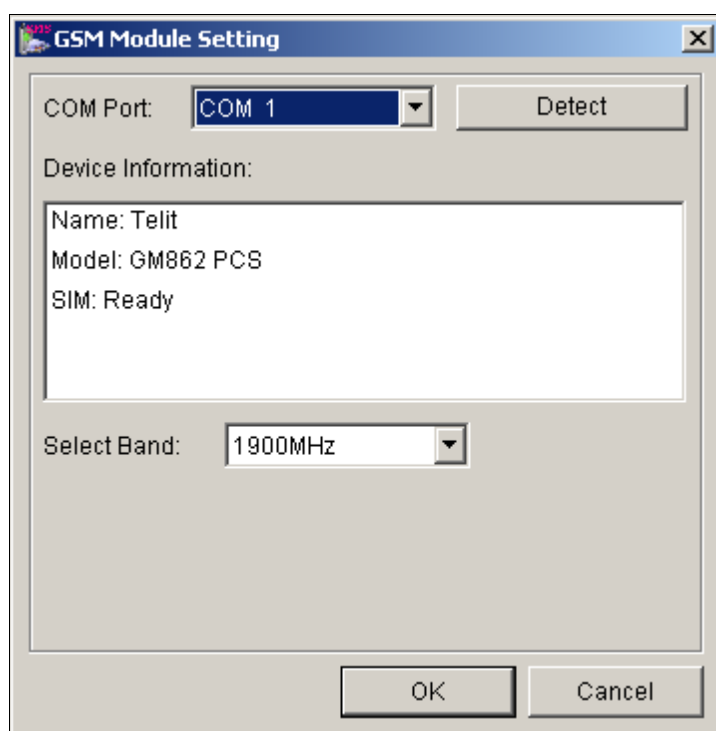 GSM Module Setting
COM Port: COM 1 Detect
Device Information:
Name: Telit
Model: GM862 PCS
SIM: Ready
Select Band: 1900MHz
OK Cancel